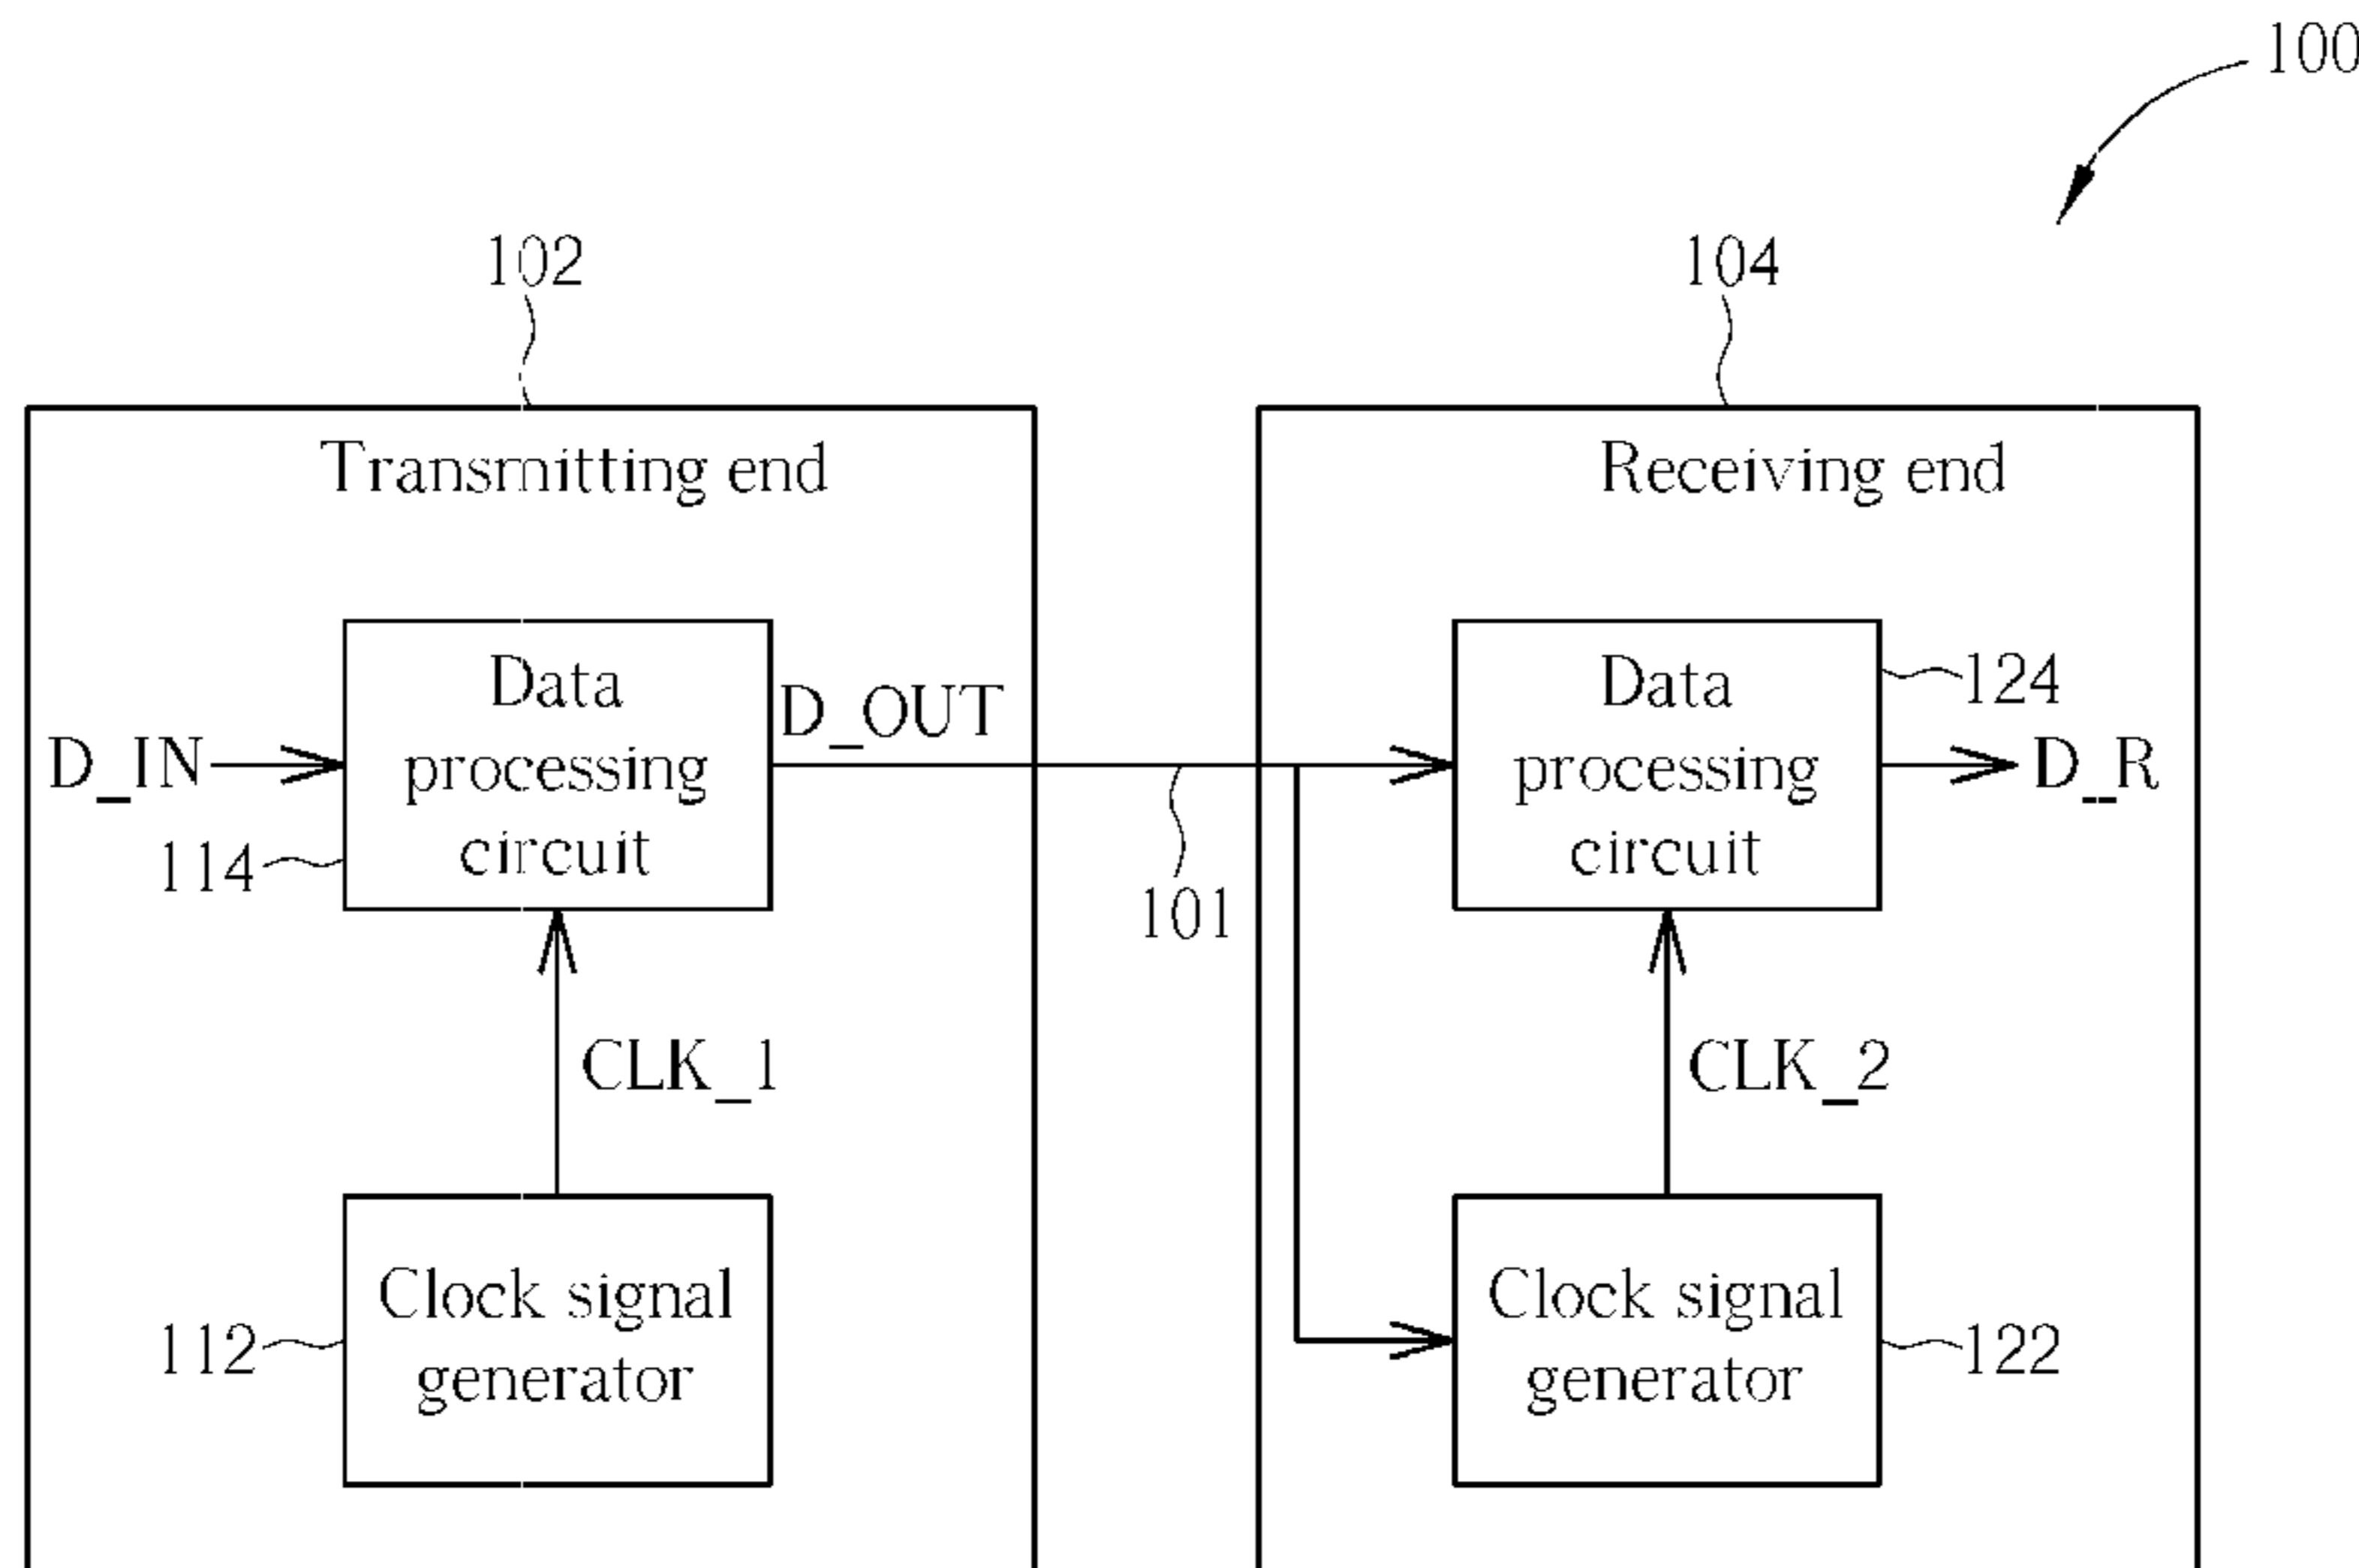 100
102
104
Transmitting end
Receiving end
Data
processing
circuit
D_IN
D_OUT
114
101
Data
processing
circuit
124
D_R
CLK_1
CLK_2
Clock signal
generator
112
Clock signal
generator
122